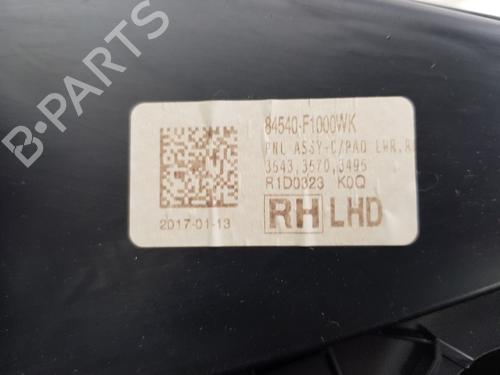 84540-F1000WK
PNL ASSY-C/PAD LWR,R
3543,3570,3495
R1D0323 K0Q
2017-01-13
RH LHD
B-PARTS